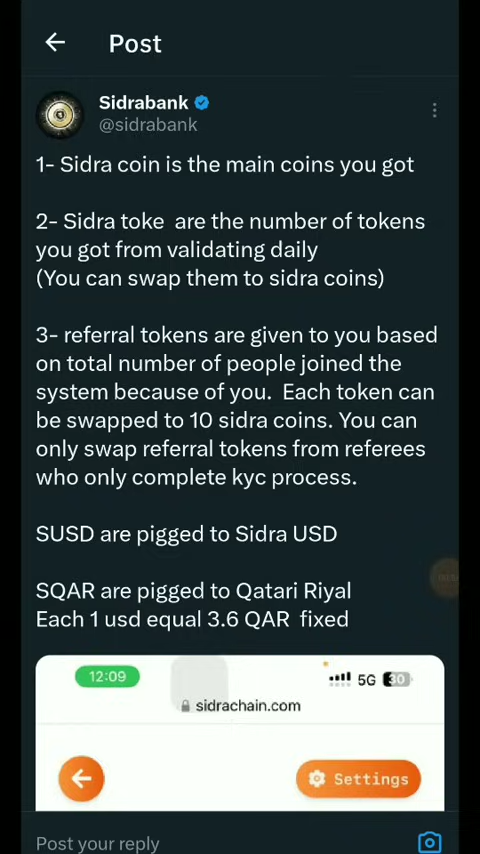 Post
Sidrabank
@sidrabank
1- Sidra coin is the main coins you got
2- Sidra toke are the number of tokens
you got from validating daily
(You can swap them to sidra coins)
3- referral tokens are given to you based
on total number of people joined the
system because of you. Each token can
be swapped to 10 sidra coins. You can
only swap referral tokens from referees
who only complete kyc process.
SUSD are pigged to Sidra USD
SQAR are pigged to Qatari Riyal
Each 1 usd equal 3.6 QAR fixed
12:09
5G 30
sidrachain.com
Settings
Post your reply